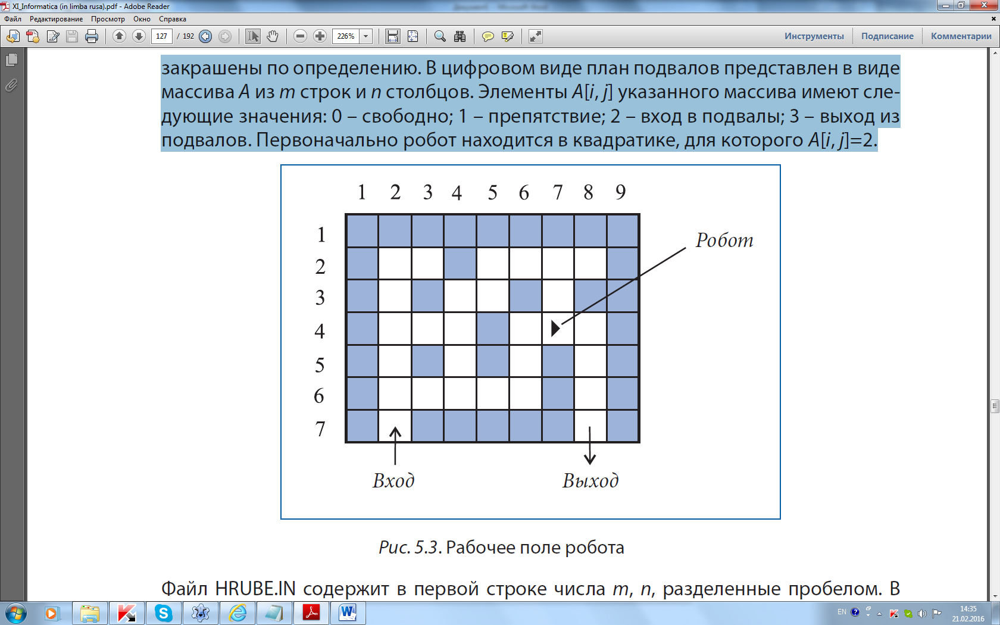 XI_Informatica (in limba rusa).pdf - Adobe Reader
Файл Редактирование Просмотр Окно Справка
127 / 192 226% Инструменты Подписание Комментарии
закрашены по определению. В цифровом виде план подвалов представлен в виде
массива A из m строк и n столбцов. Элементы A[i, j] указанного массива имеют сле-
дующие значения: 0 – свободно; 1 – препятствие; 2 – вход в подвалы; 3 – выход из
подвалов. Первоначально робот находится в квадратике, для которого A[i, j]=2.
1 2 3 4 5 6 7 8 9
1
Робот
2
3
4
5
6
7
Вход Выход
Рис. 5.3. Рабочее поле робота
Файл HRUBE.IN содержит в первой строке числа m, n, разделенные пробелом. В
EN 14:35
21.02.2016